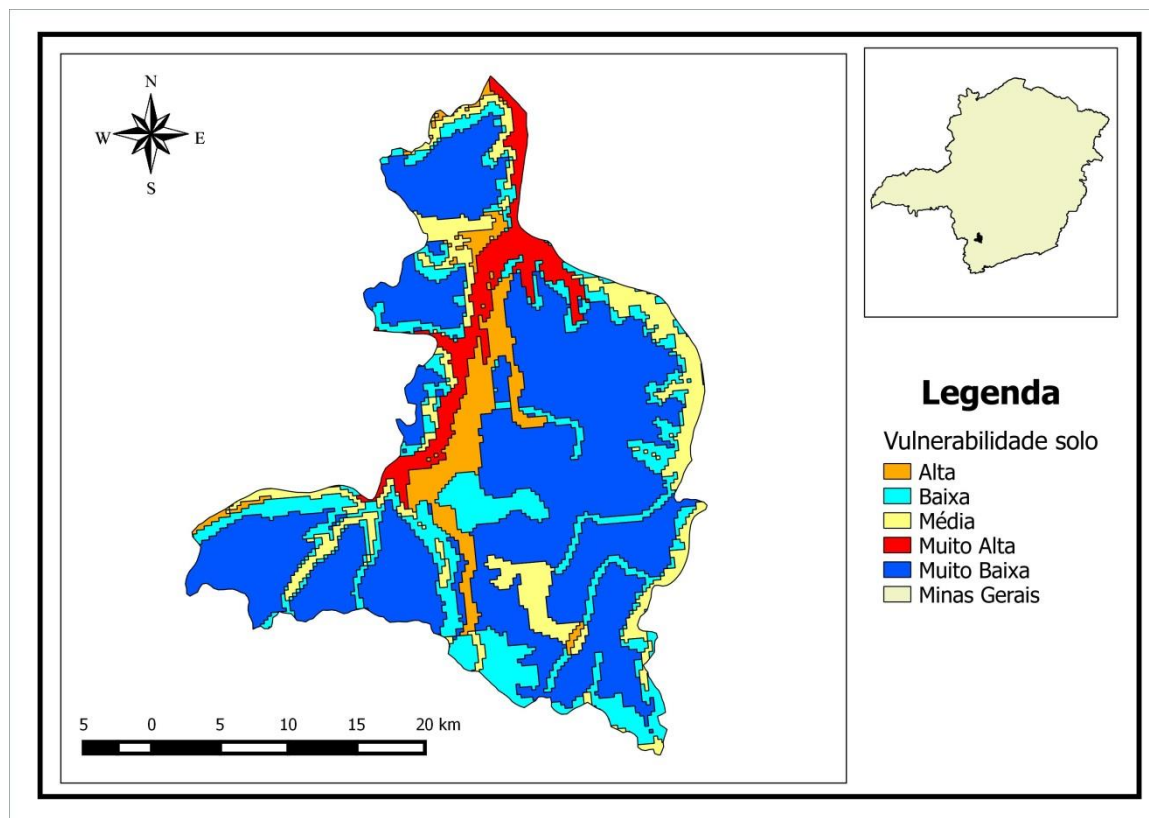 N
W E
S
5 0 5 10 15 20 km
Legenda
Vulnerabilidade solo
Alta
Baixa
Média
Muito Alta
Muito Baixa
Minas Gerais